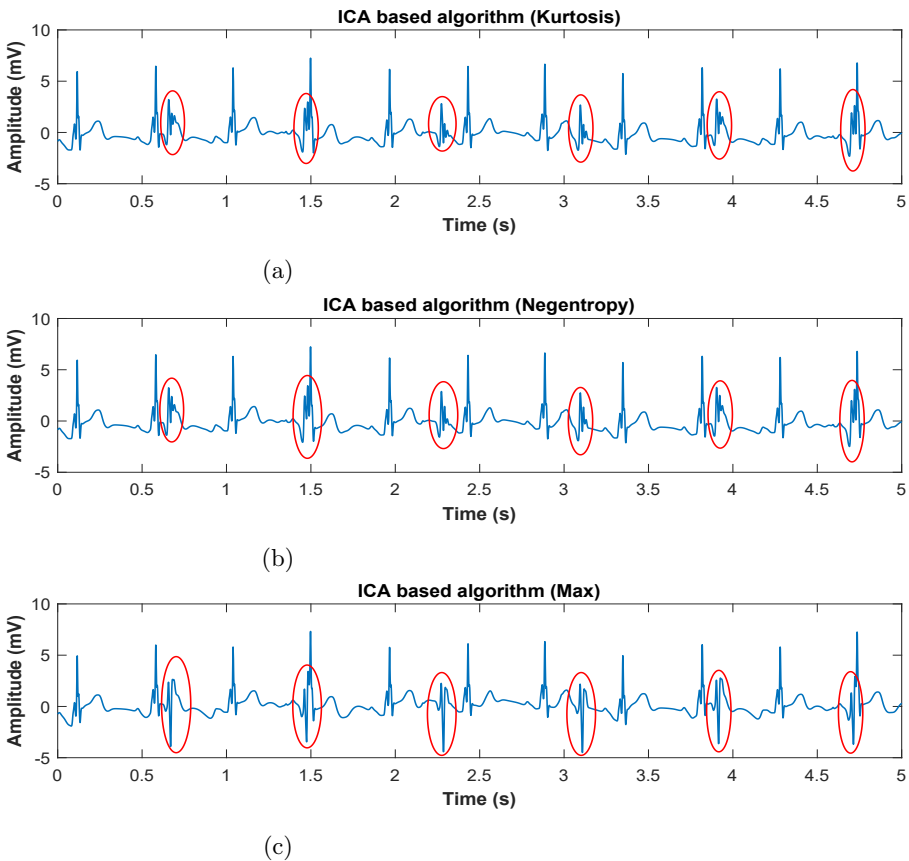 ICA based algorithm (Kurtosis)
10
5
0
-5
Amplitude (mV)
0 0.5 1 1.5 2 2.5 3 3.5 4 4.5 5
Time (s)
(a)
ICA based algorithm (Negentropy)
10
5
0
-5
Amplitude (mV)
0 0.5 1 1.5 2 2.5 3 3.5 4 4.5 5
Time (s)
(b)
ICA based algorithm (Max)
10
5
0
-5
Amplitude (mV)
0 0.5 1 1.5 2 2.5 3 3.5 4 4.5 5
Time (s)
(c)